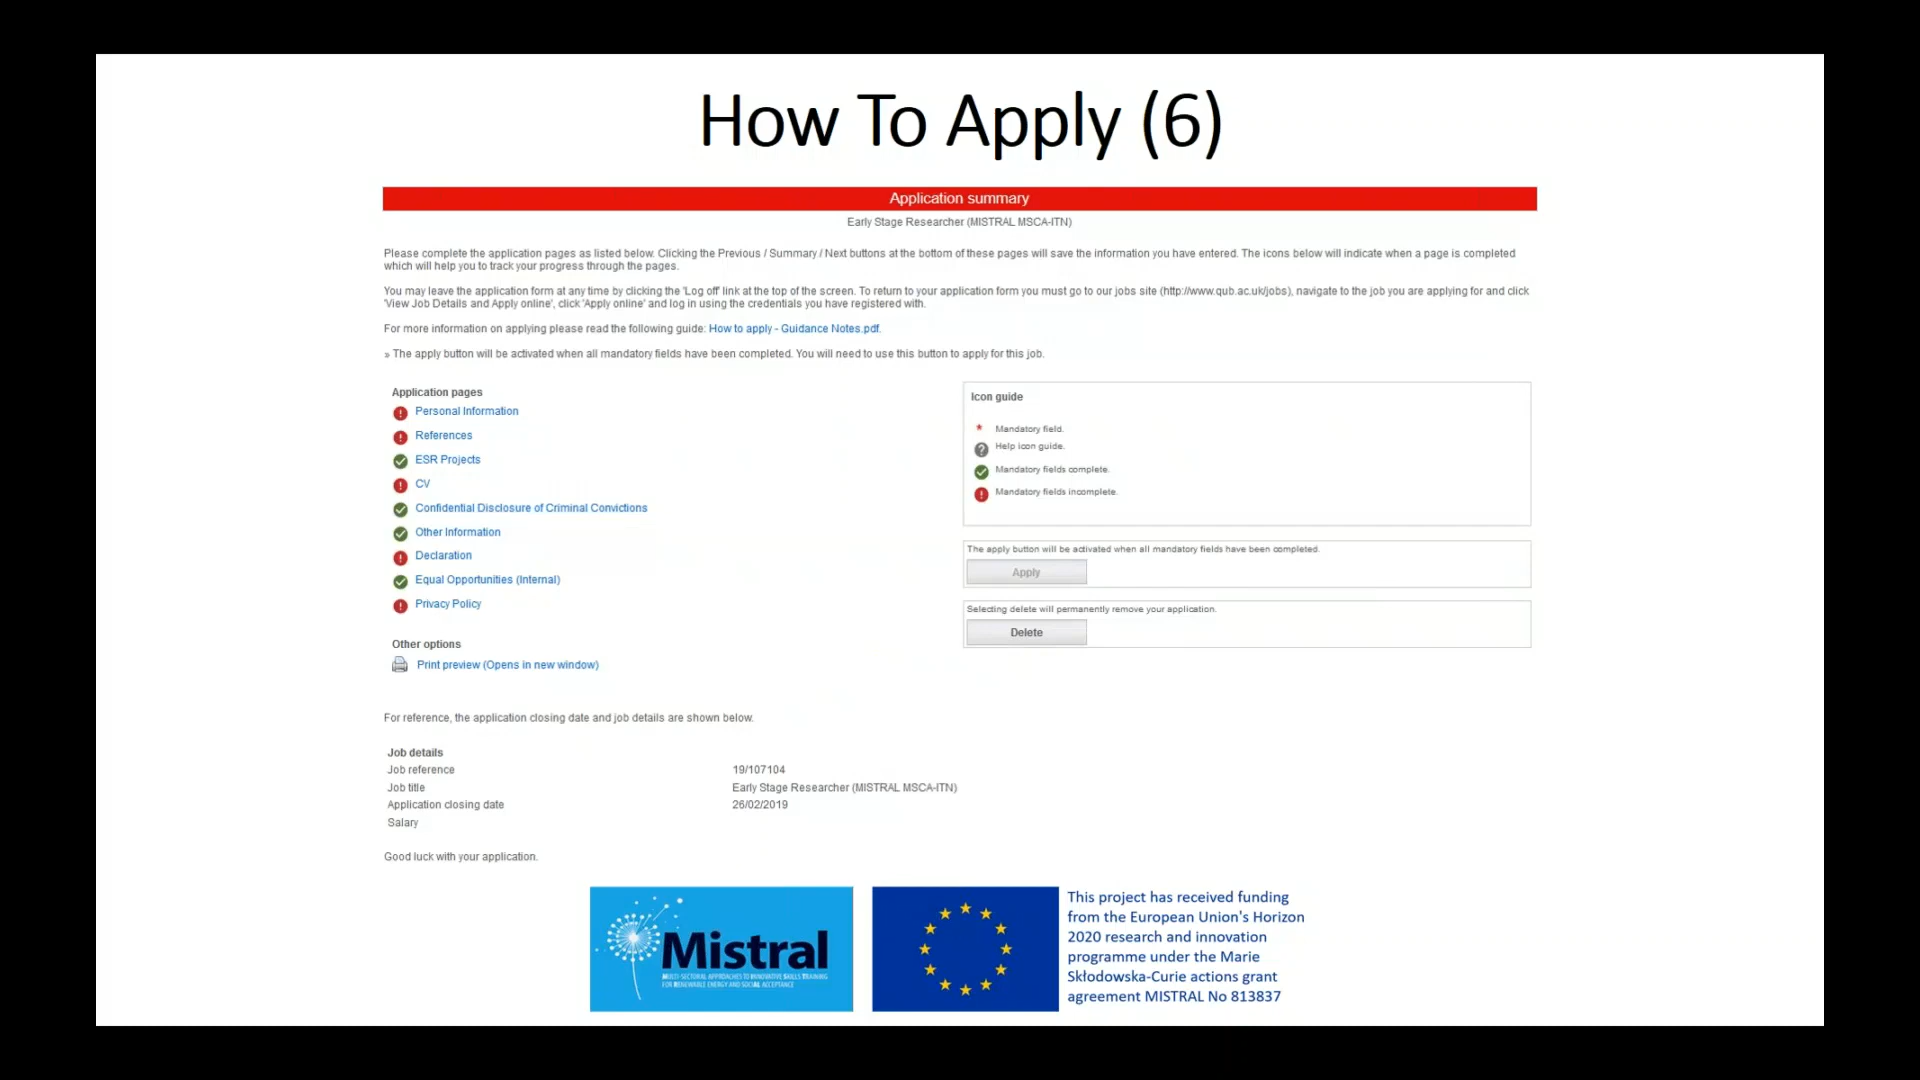 How To Apply (6)
Application summary
Early Stage Researcher (MISTRAL MSCA-ITN)
Please complete the application pages as listed below. Clicking the Previous / Summary / Next buttons at the bottom of these pages will save the information you have entered. The icons below will indicate when a page is completed
which will help you to track your progress through the pages.
You may leave the application form at any time by clicking the 'Log off' link at the top of the screen. To return to your application form you must go to our jobs site (http://www.qub.ac.uk/jobs), navigate to the job you are applying for and click
'View Job Details and Apply online', click 'Apply online' and log in using the credentials you have registered with.
For more information on applying please read the following guide: How to apply - Guidance Notes.pdf.
» The apply button will be activated when all mandatory fields have been completed. You will need to use this button to apply for this job.
Application pages
Personal Information
References
ESR Projects
CV
Confidential Disclosure of Criminal Convictions
Other Information
Declaration
Equal Opportunities (Internal)
Privacy Policy
Other options
Print preview (Opens in new window)
Icon guide
* Mandatory field.
? Help icon guide.
Mandatory fields complete.
! Mandatory fields incomplete.
The apply button will be activated when all mandatory fields have been completed.
Apply
Selecting delete will permanently remove your application.
Delete
For reference, the application closing date and job details are shown below.
Job details
Job reference 19/107104
Job title Early Stage Researcher (MISTRAL MSCA-ITN)
Application closing date 26/02/2019
Salary
Good luck with your application.
Mistral
MULTI-SECTORAL APPROACHES TO INNOVATIVE SKILLS TRAINING
FOR RENEWABLE ENERGY AND SOCIAL ACCEPTANCE
This project has received funding
from the European Union's Horizon
2020 research and innovation
programme under the Marie
Skłodowska-Curie actions grant
agreement MISTRAL No 813837